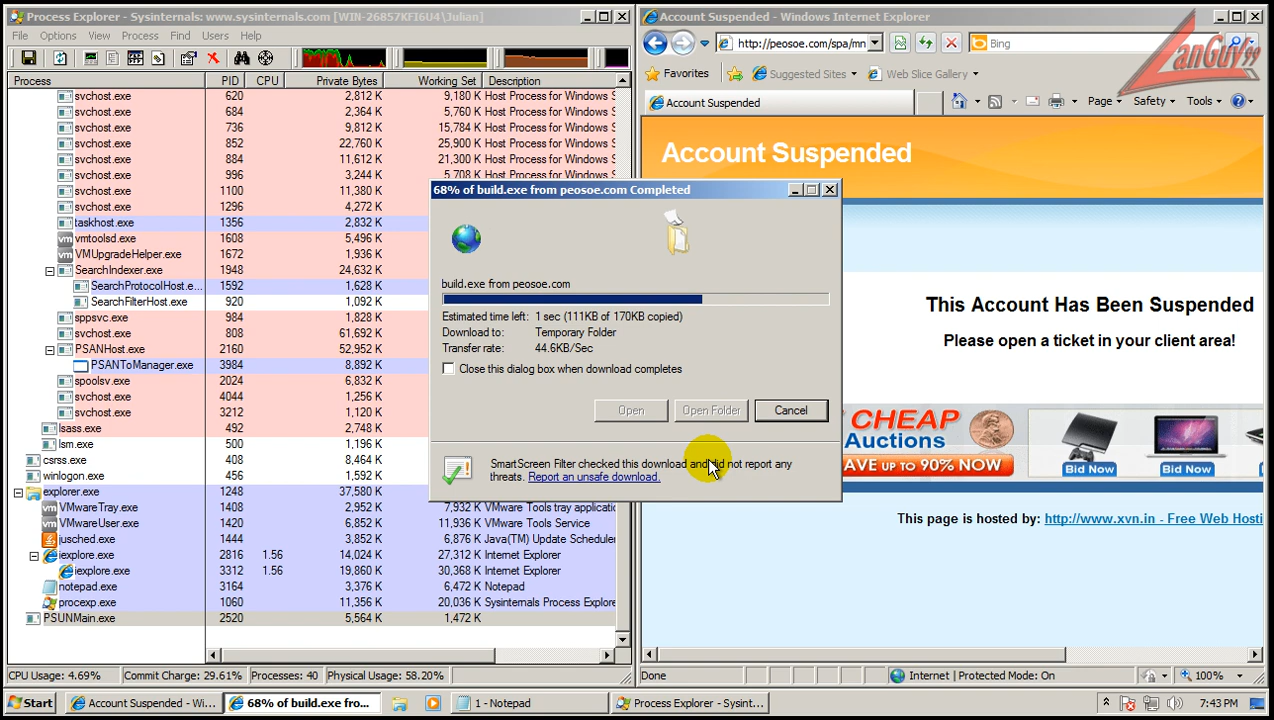 Process Explorer - Sysinternals: www.sysinternals.com [WIN-26857KFI6U4\Julian]
File Options View Process Find Users Help
Process PID CPU Private Bytes Working Set Description
svchost.exe 620 2,812 K 9,180 K Host Process for Windows S
svchost.exe 684 2,364 K 5,760 K Host Process for Windows S
svchost.exe 736 9,812 K 15,784 K Host Process for Windows S
svchost.exe 852 22,760 K 25,900 K Host Process for Windows S
svchost.exe 884 11,612 K 21,300 K Host Process for Windows S
svchost.exe 996 3,244 K 5,708 K Host Process for Windows S
svchost.exe 1100 11,380 K
svchost.exe 1296 4,272 K
taskhost.exe 1356 2,832 K
vmtoolsd.exe 1608 5,496 K
VMUpgradeHelper.exe 1672 1,936 K
SearchIndexer.exe 1948 24,632 K
SearchProtocolHost.e... 1592 1,628 K
SearchFilterHost.exe 920 1,092 K
sppsvc.exe 984 1,828 K
svchost.exe 808 61,692 K
PSANHost.exe 2160 52,952 K
PSANToManager.exe 3984 8,892 K
spoolsv.exe 2024 6,832 K
svchost.exe 4044 1,256 K
svchost.exe 3212 1,120 K
lsass.exe 492 2,748 K
lsm.exe 500 1,196 K
csrss.exe 388 8,464 K
winlogon.exe 456 1,592 K
explorer.exe 1248 37,580 K
VMwareTray.exe 1408 2,952 K 7,932 K VMware Tools tray applicatio
VMwareUser.exe 1420 6,852 K 11,936 K VMware Tools Service
jusched.exe 1444 3,852 K 6,876 K Java(TM) Update Scheduler
iexplore.exe 2816 1.56 14,024 K 27,312 K Internet Explorer
iexplore.exe 3312 1.56 19,860 K 30,368 K Internet Explorer
notepad.exe 3164 3,376 K 6,472 K Notepad
procexp.exe 1060 11,356 K 20,036 K Sysinternals Process Explore
PSUNMain.exe 2520 5,564 K 1,472 K
CPU Usage: 4.69% Commit Charge: 29.61% Processes: 40 Physical Usage: 58.20%
Account Suspended - Windows Internet Explorer
http://peosoe.com/spa/mn
Bing
anGuy99
Favorites Suggested Sites Web Slice Gallery
Account Suspended
Page Safety Tools
Account Suspended
This Account Has Been Suspended
Please open a ticket in your client area!
CHEAP
Auctions
AVE up to 90% NOW
Bid Now Bid Now Bid Now
This page is hosted by: http://www.xvn.in - Free Web Hosti
Done Internet | Protected Mode: On 100%
68% of build.exe from peosoe.com Completed
build.exe from peosoe.com
Estimated time left: 1 sec (111KB of 170KB copied)
Download to: Temporary Folder
Transfer rate: 44.6KB/Sec
Close this dialog box when download completes
Open Open Folder Cancel
SmartScreen Filter checked this download and did not report any
threats. Report an unsafe download.
Start Account Suspended - Wi... 68% of build.exe fro... 1 - Notepad Process Explorer - Sysint... 7:43 PM